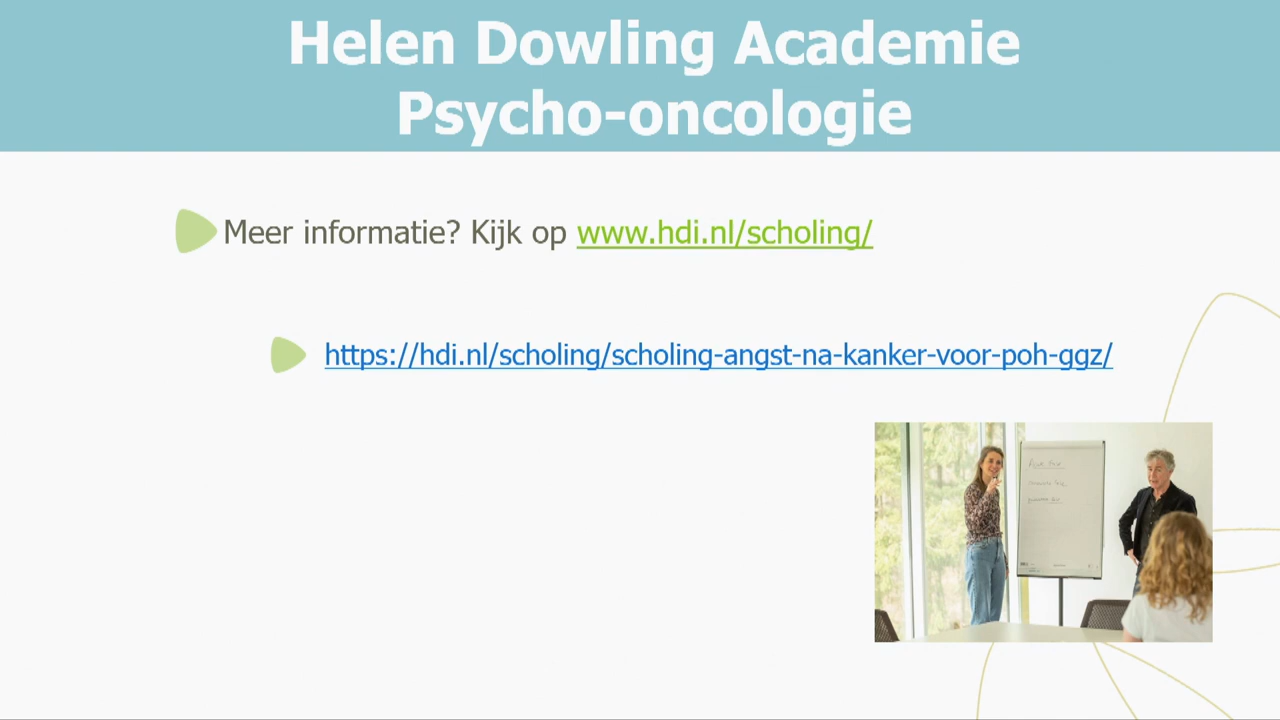 Helen Dowling Academie
Psycho-oncologie
Meer informatie? Kijk op www.hdi.nl/scholing/
https://hdi.nl/scholing/scholing-angst-na-kanker-voor-poh-ggz/